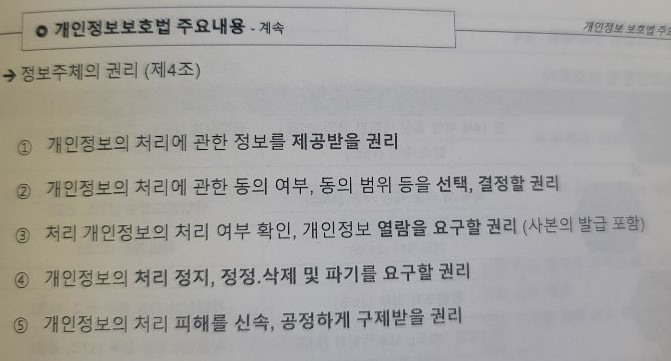 개인정보보호법 주요내용 - 계속
개인정보 보호법
→ 정보주체의 권리 (제4조)
① 개인정보의 처리에 관한 정보를 제공받을 권리
② 개인정보의 처리에 관한 동의 여부, 동의 범위 등을 선택, 결정할 권리
③ 처리 개인정보의 처리 여부 확인, 개인정보 열람을 요구할 권리 (사본의 발급 포함)
④ 개인정보의 처리 정지, 정정.삭제 및 파기를 요구할 권리
⑤ 개인정보의 처리 피해를 신속, 공정하게 구제받을 권리